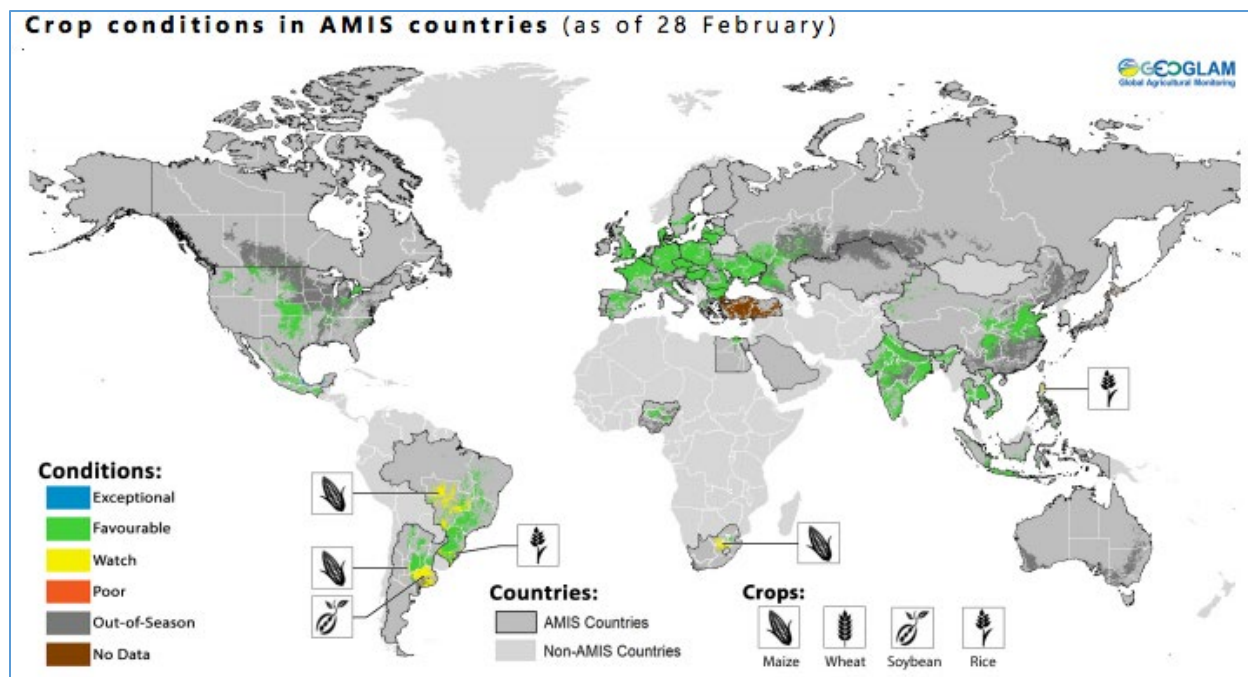 Crop conditions in AMIS countries (as of 28 February)
GEOGLAM
Global Agricultural Monitoring
Conditions:
Exceptional
Favourable
Watch
Poor
Out-of-Season
No Data
Countries:
AMIS Countries
Non-AMIS Countries
Crops:
Maize Wheat Soybean Rice